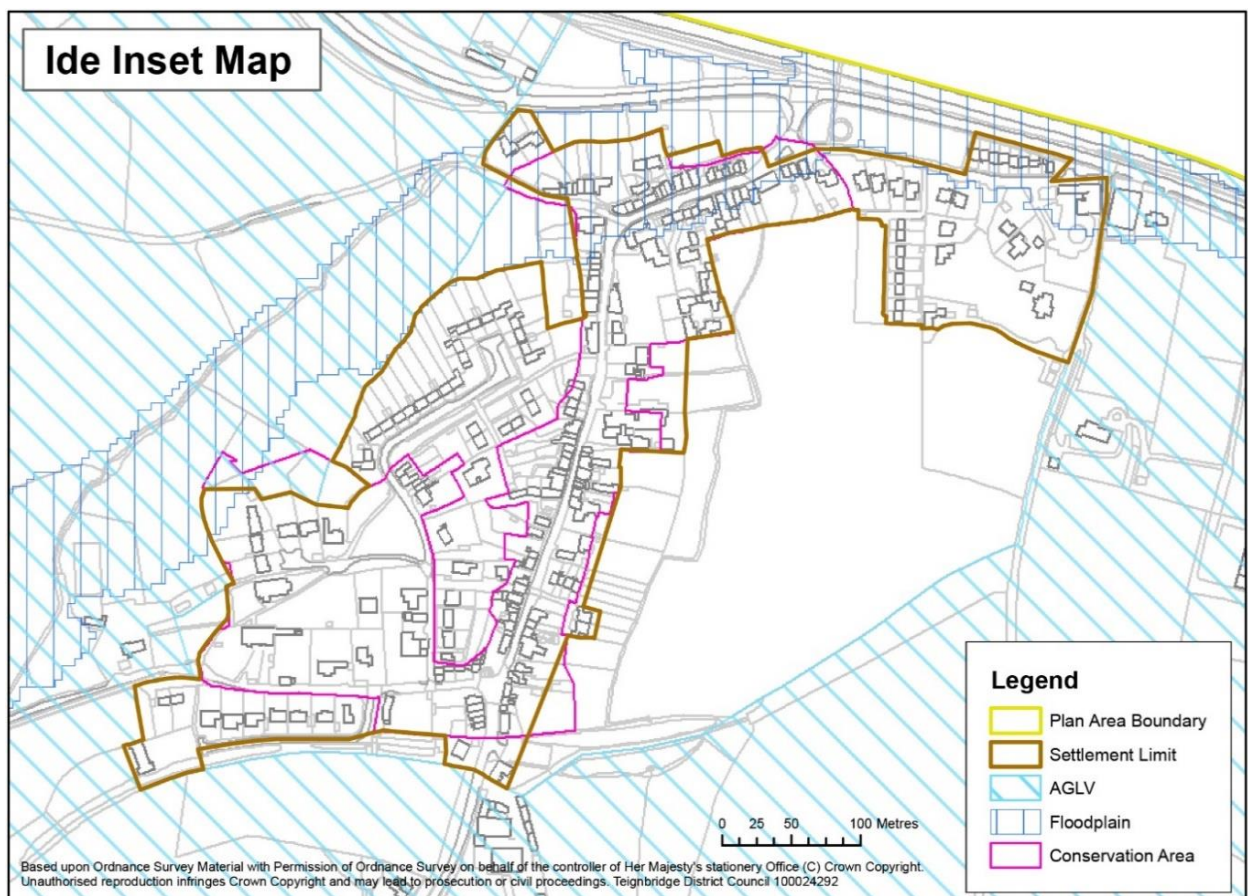 Ide Inset Map
Legend
Plan Area Boundary
Settlement Limit
AGLV
Floodplain
Conservation Area
0 25 50 100 Metres
Based upon Ordnance Survey Material with Permission of Ordnance Survey on behalf of the controller of Her Majesty's stationery Office (C) Crown Copyright.
Unauthorised reproduction infringes Crown Copyright and may lead to prosecution or civil proceedings. Teignbridge District Council 100024292